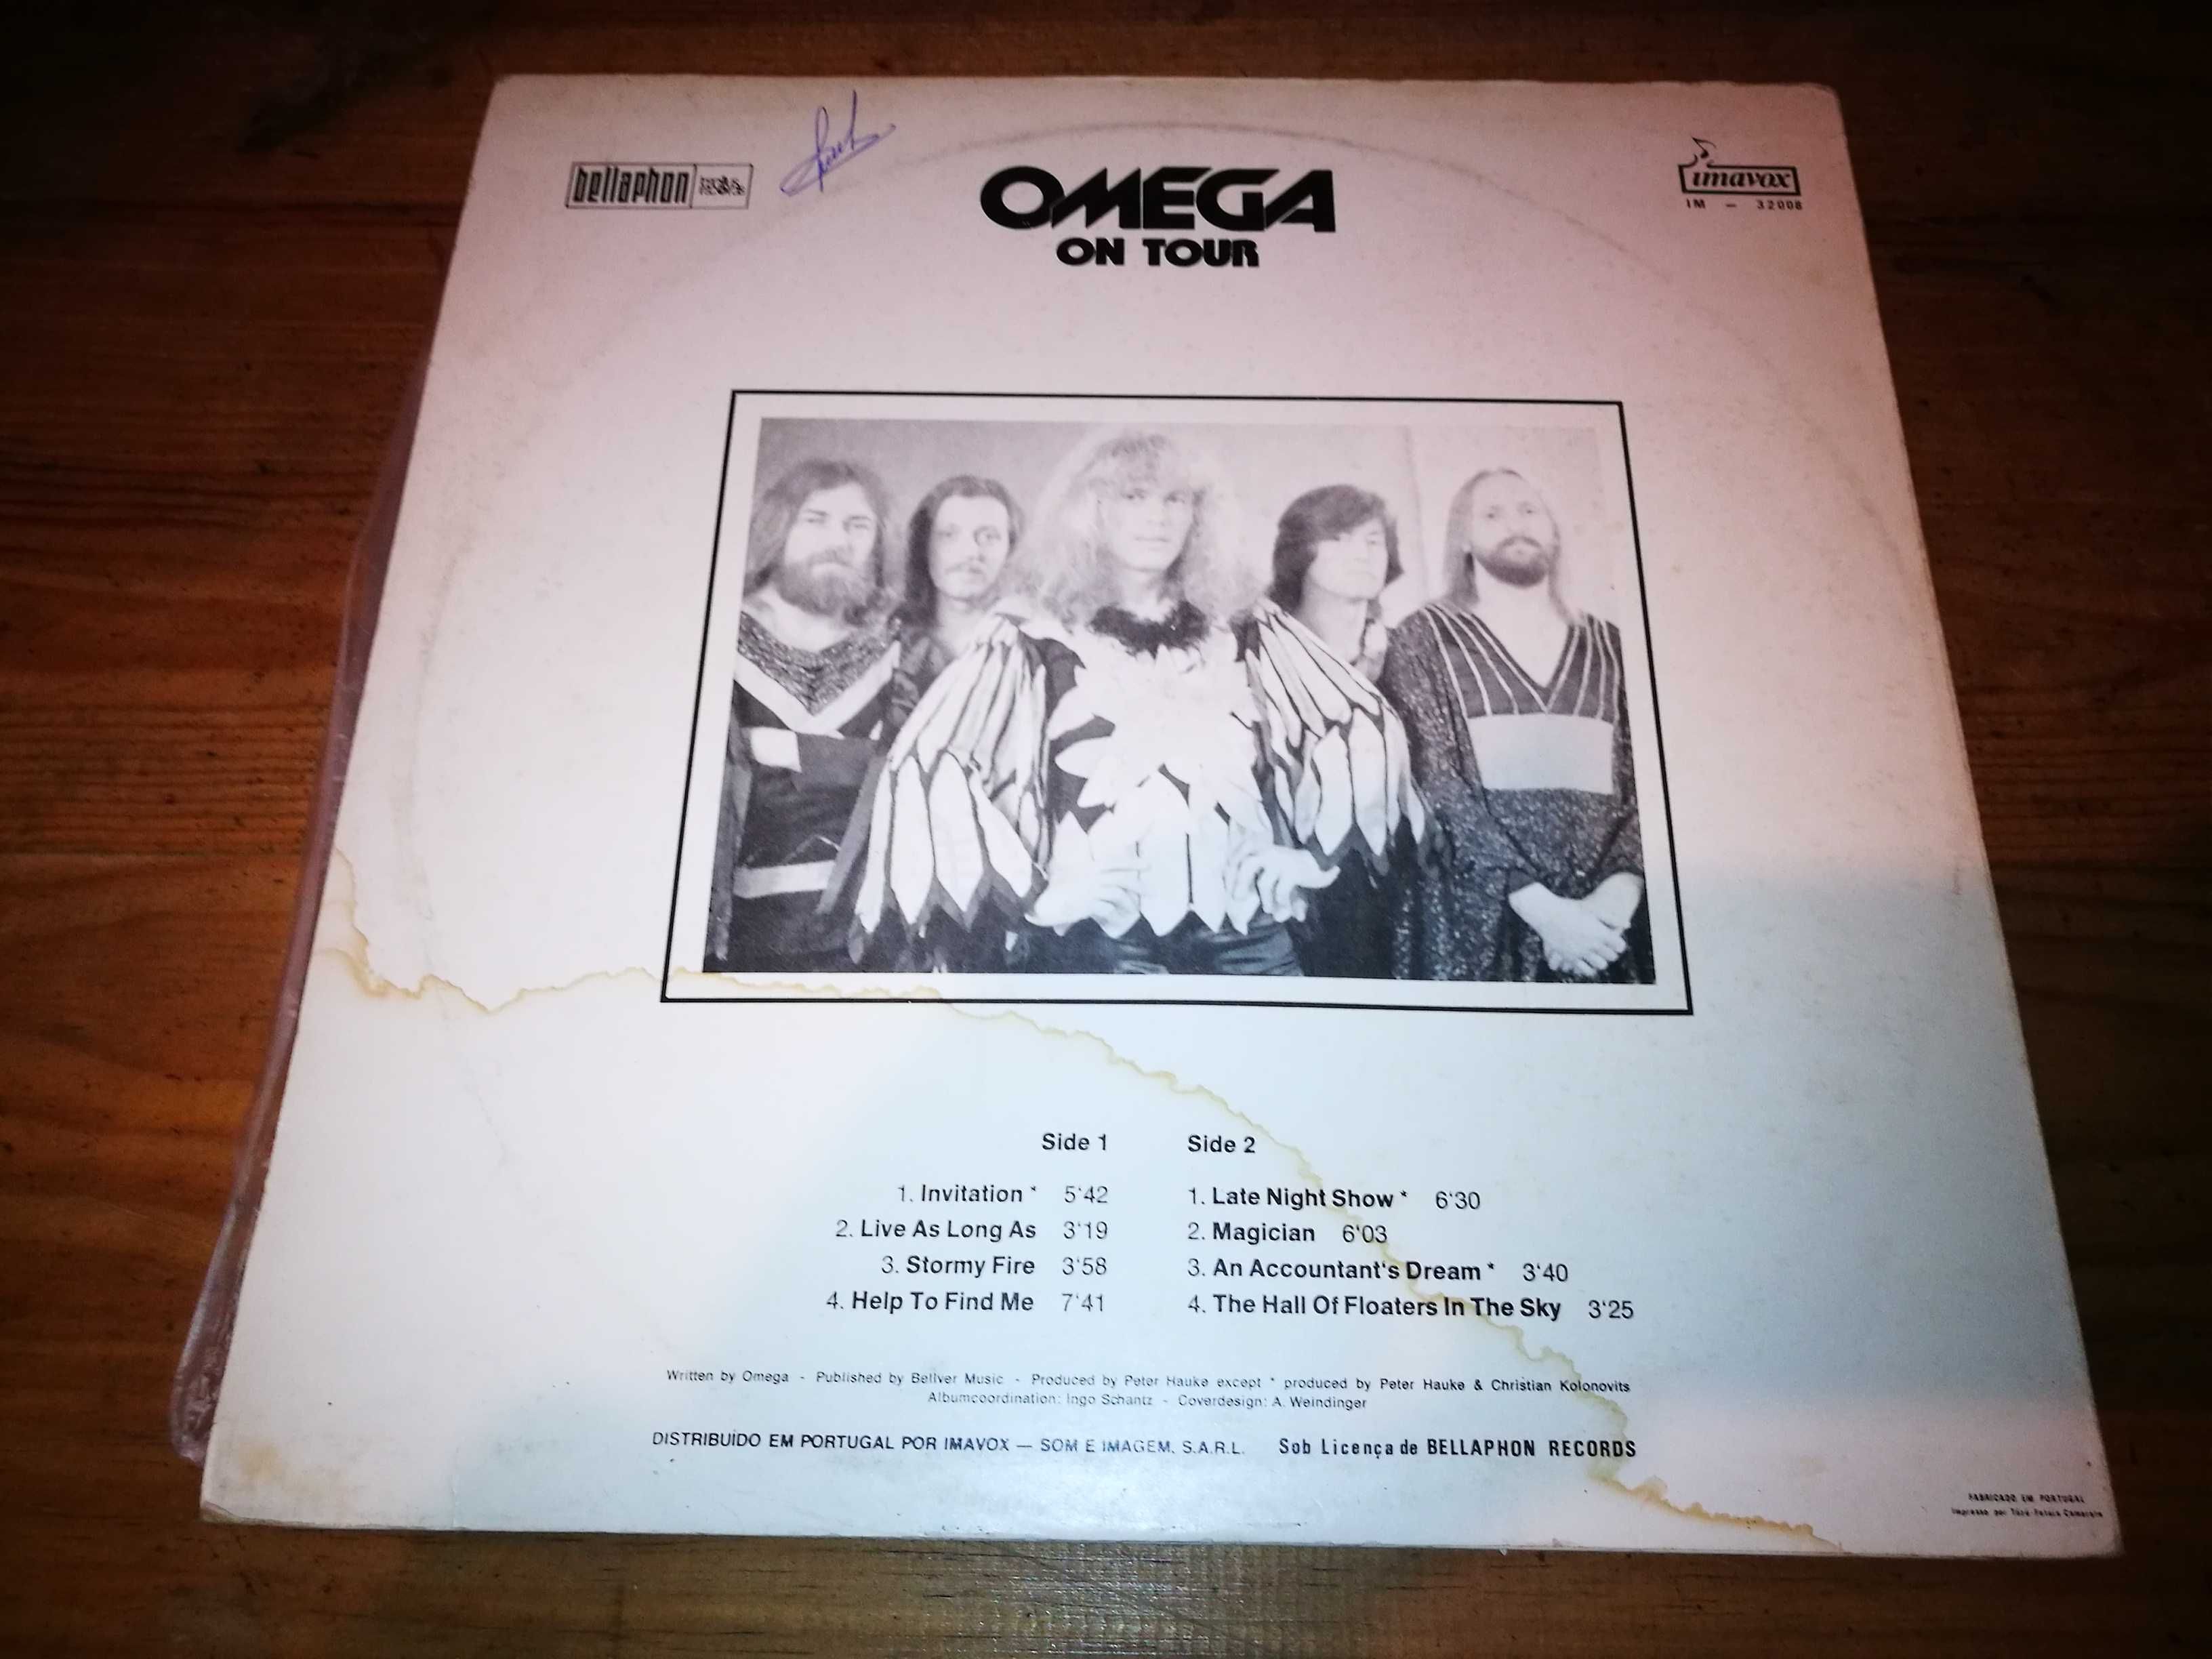 bellaphon
OMEGA
ON TOUR
imavox
IM - 32008
Side 1
1. Invitation * 5'42
2. Live As Long As 3'19
3. Stormy Fire 3'58
4. Help To Find Me 7'41
Side 2
1. Late Night Show * 6'30
2. Magician 6'03
3. An Accountant's Dream * 3'40
4. The Hall Of Floaters In The Sky 3'25
Written by Omega - Published by Bellver Music - Produced by Peter Hauke except * produced by Peter Hauke & Christian Kolonovits
Albumcoordination: Ingo Schantz - Coverdesign: A. Weindinger
DISTRIBUÍDO EM PORTUGAL POR IMAVOX — SOM E IMAGEM, S.A.R.L. Sob Licença de BELLAPHON RECORDS
FABRICADO EM PORTUGAL
Impresso por